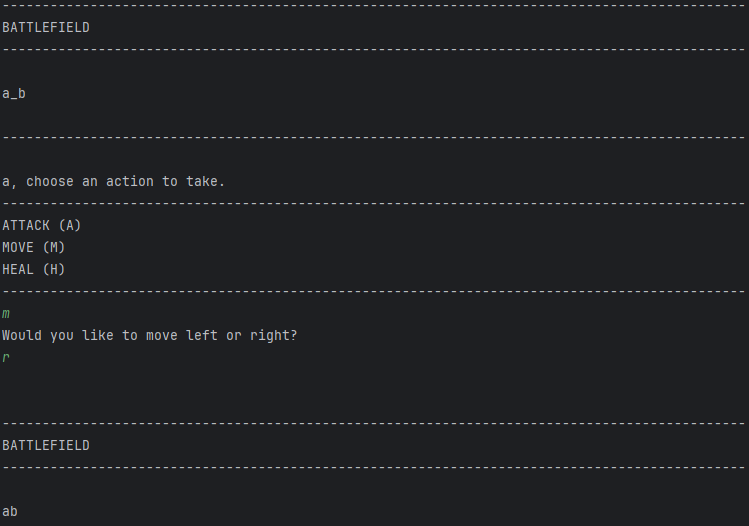 ---------------------------------------------------------------------------------------------
BATTLEFIELD
---------------------------------------------------------------------------------------------
a_b
---------------------------------------------------------------------------------------------
a, choose an action to take.
---------------------------------------------------------------------------------------------
ATTACK (A)
MOVE (M)
HEAL (H)
---------------------------------------------------------------------------------------------
m
Would you like to move left or right?
r
---------------------------------------------------------------------------------------------
BATTLEFIELD
---------------------------------------------------------------------------------------------
ab